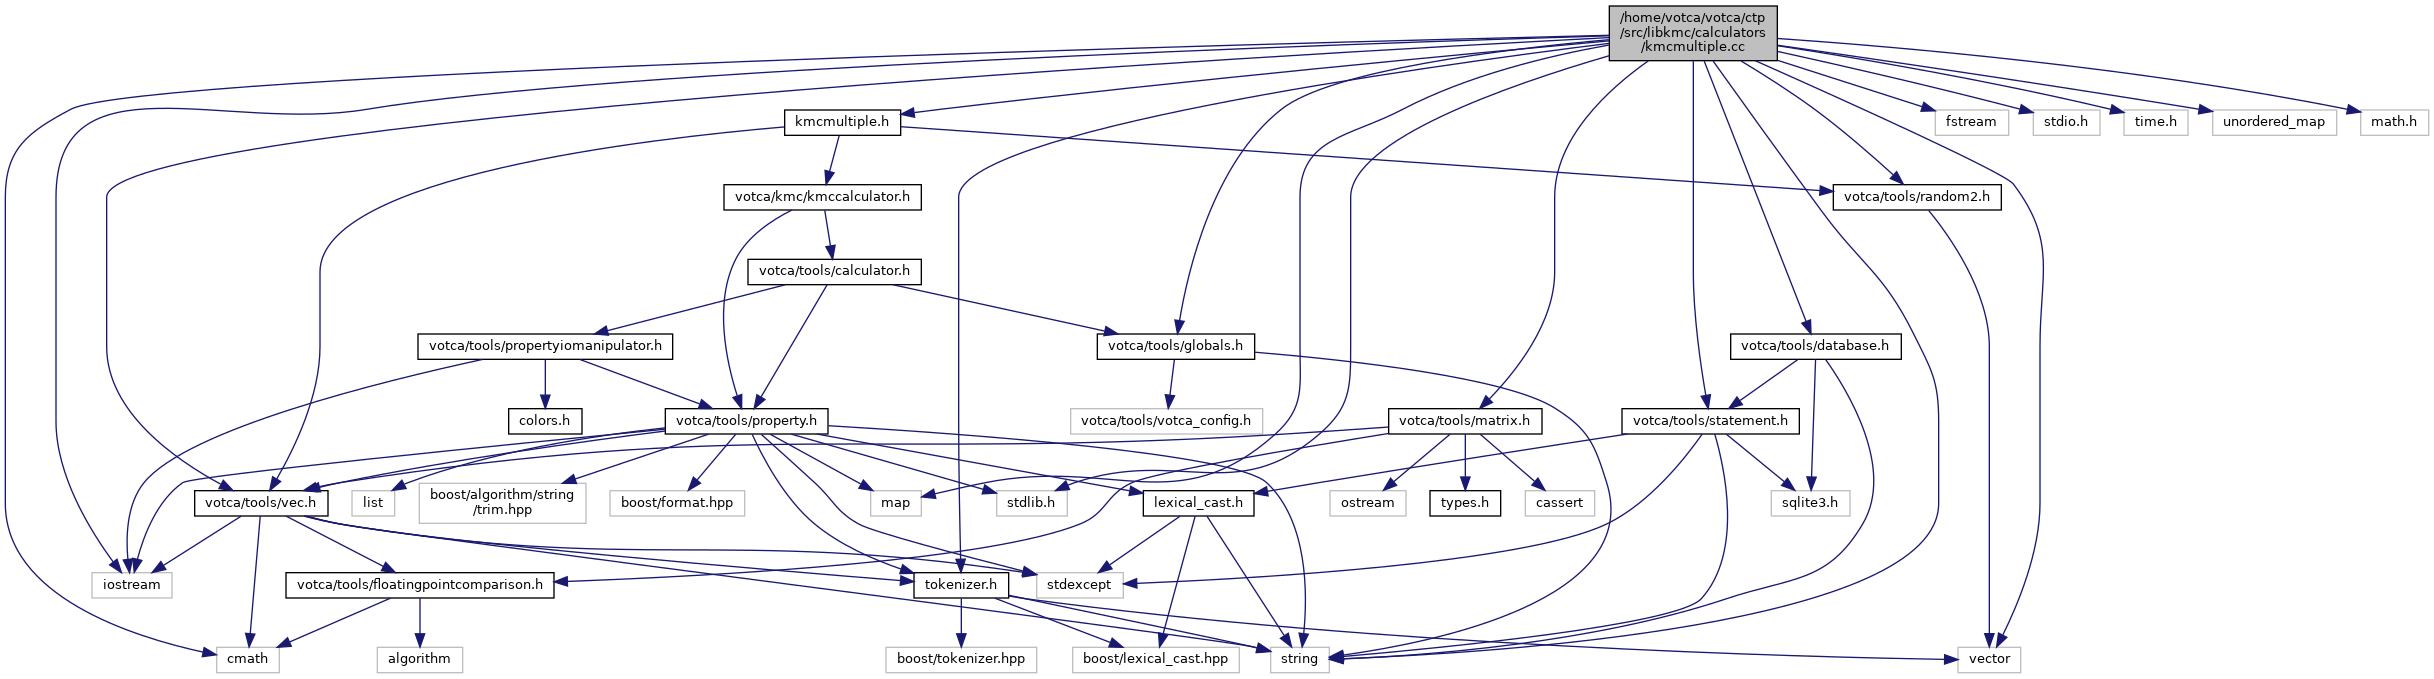 /home/votca/votca/ctp
/src/libkmc/calculators
/kmcmultiple.cc
kmcmultiple.h
fstream
stdio.h
time.h
unordered_map
math.h
votca/kmc/kmccalculator.h
votca/tools/random2.h
votca/tools/calculator.h
votca/tools/propertyiomanipulator.h
votca/tools/globals.h
votca/tools/database.h
colors.h
votca/tools/property.h
votca/tools/votca_config.h
votca/tools/matrix.h
votca/tools/statement.h
votca/tools/vec.h
list
boost/algorithm/string
/trim.hpp
boost/format.hpp
map
stdlib.h
lexical_cast.h
ostream
types.h
cassert
sqlite3.h
iostream
votca/tools/floatingpointcomparison.h
tokenizer.h
stdexcept
cmath
algorithm
boost/tokenizer.hpp
boost/lexical_cast.hpp
string
vector